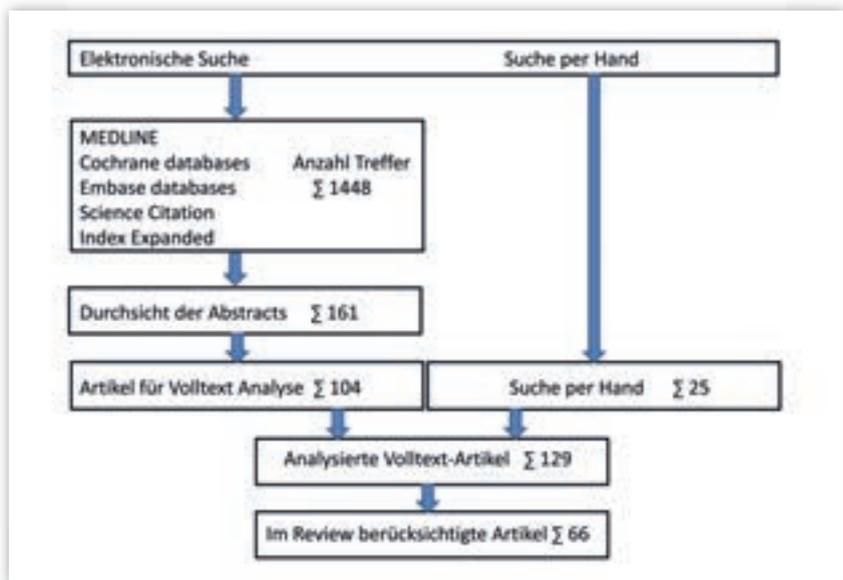 Elektronische Suche Suche per Hand
MEDLINE
Cochrane databases Anzahl Treffer
Embase databases ∑ 1448
Science Citation
Index Expanded
Durchsicht der Abstracts ∑ 161
Artikel für Volltext Analyse ∑ 104
Suche per Hand ∑ 25
Analysierte Volltext-Artikel ∑ 129
Im Review berücksichtigte Artikel ∑ 66